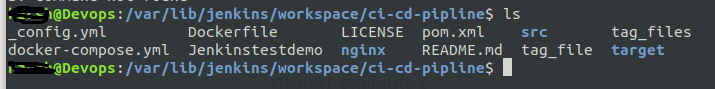 @Devops:/var/lib/jenkins/workspace/ci-cd-pipline$ ls
_config.yml Dockerfile LICENSE pom.xml src tag_files
docker-compose.yml Jenkinstestdemo nginx README.md tag_file target
@Devops:/var/lib/jenkins/workspace/ci-cd-pipline$